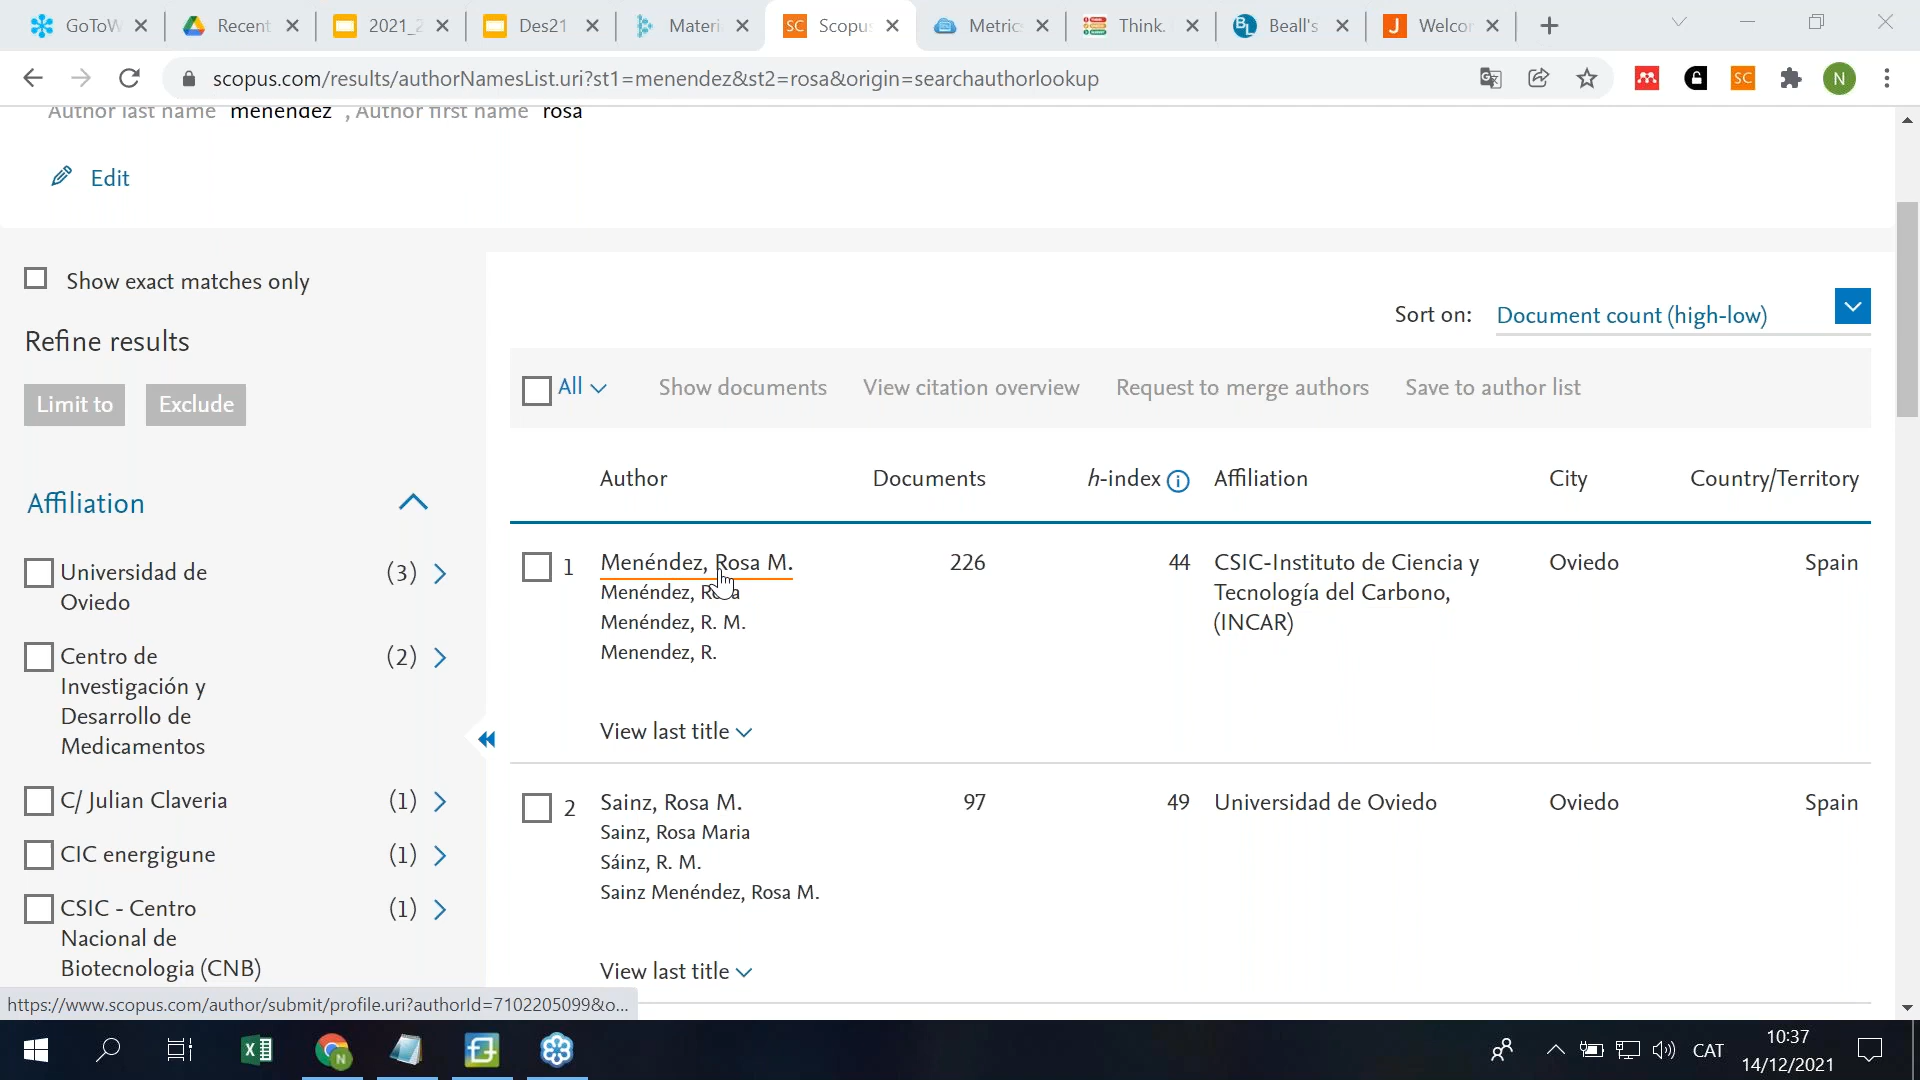 GoToW
Recent
2021_2
Des21
Materi
SC
Scopus
Metric
Think.
BL
Beall's
J
Welcor
scopus.com/results/authorNamesList.uri?st1=menendez&st2=rosa&origin=searchauthorlookup
SC
N
Author last name menendez , Author first name rosa
Edit
Show exact matches only
Refine results
Limit to
Exclude
Affiliation
Universidad de
Oviedo
(3)
Centro de
Investigación y
Desarrollo de
Medicamentos
(2)
C/ Julian Claveria
(1)
CIC energigune
(1)
CSIC - Centro
Nacional de
Biotecnologia (CNB)
(1)
Sort on:
Document count (high-low)
All
Show documents
View citation overview
Request to merge authors
Save to author list
Author
Documents
h-index
Affiliation
City
Country/Territory
1
Menéndez, Rosa M.
Menéndez, Rosa
Menéndez, R. M.
Menendez, R.
226
44
CSIC-Instituto de Ciencia y
Tecnología del Carbono,
(INCAR)
Oviedo
Spain
View last title
2
Sainz, Rosa M.
Sainz, Rosa Maria
Sáinz, R. M.
Sainz Menéndez, Rosa M.
97
49
Universidad de Oviedo
Oviedo
Spain
View last title
https://www.scopus.com/author/submit/profile.uri?authorId=7102205099&o...
N
CAT
10:37
14/12/2021